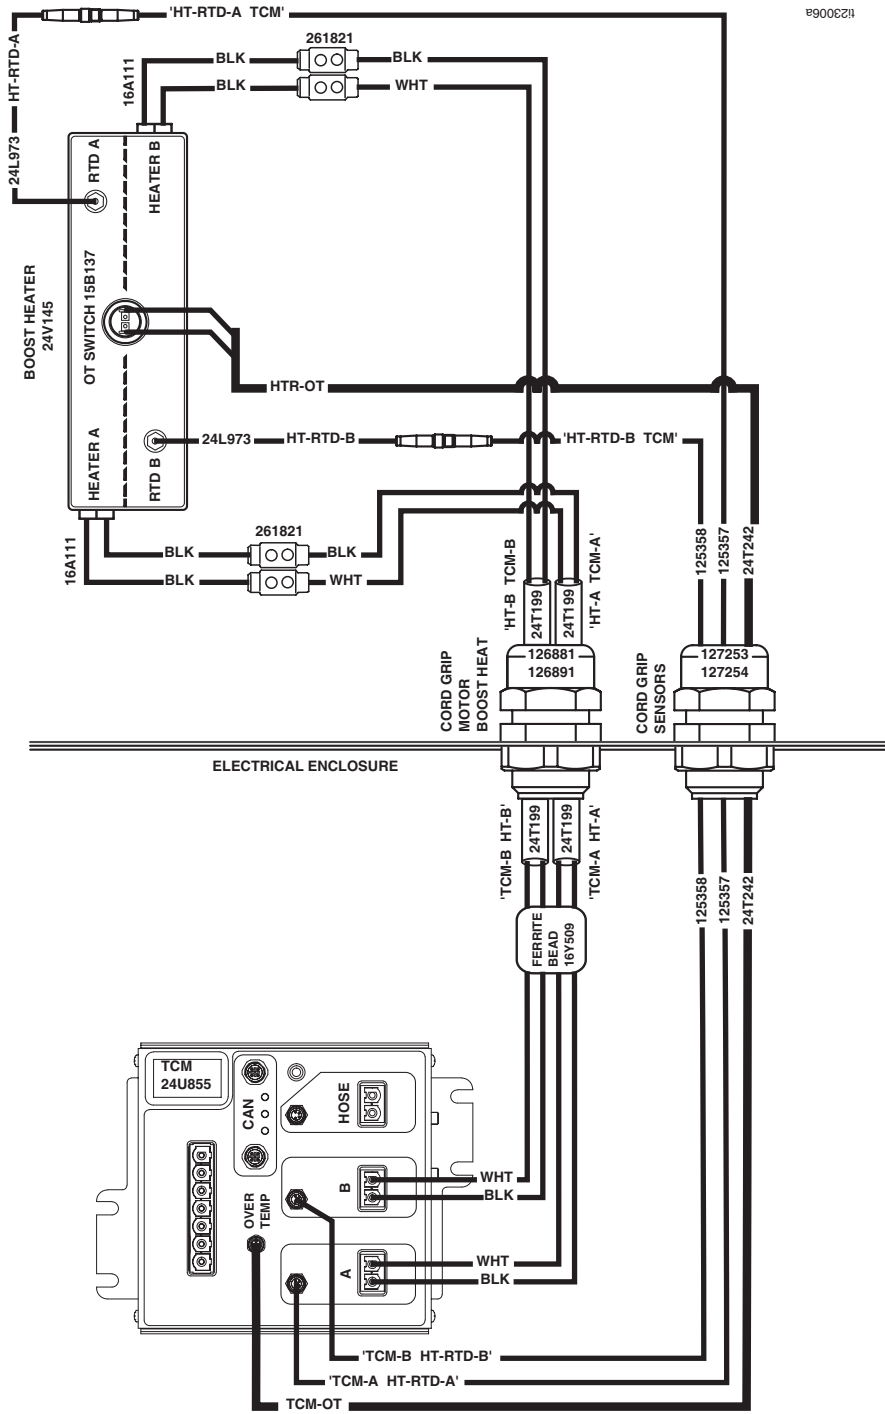 'HT-RTD-A TCM'
ti23006a
HT-RTD-A
24L973
16A111
BLK
261821
BLK
BLK
WHT
RTD A
HEATER B
BOOST HEATER
24V145
OT SWITCH 15B137
HTR-OT
HEATER A
RTD B
24L973
HT-RTD-B
'HT-RTD-B TCM'
16A111
BLK
261821
BLK
BLK
WHT
'HT-B TCM-B
24T199
24T199
'HT-A TCM-A'
125358
125357
24T242
CORD GRIP
MOTOR
BOOST HEAT
126881
126891
CORD GRIP
SENSORS
127253
127254
ELECTRICAL ENCLOSURE
'TCM-B HT-B'
24T199
24T199
'TCM-A HT-A'
125358
125357
24T242
FERRITE
BEAD
16Y509
TCM
24U855
CAN
HOSE
B
WHT
BLK
OVER
TEMP
A
WHT
BLK
'TCM-B HT-RTD-B'
'TCM-A HT-RTD-A'
TCM-OT